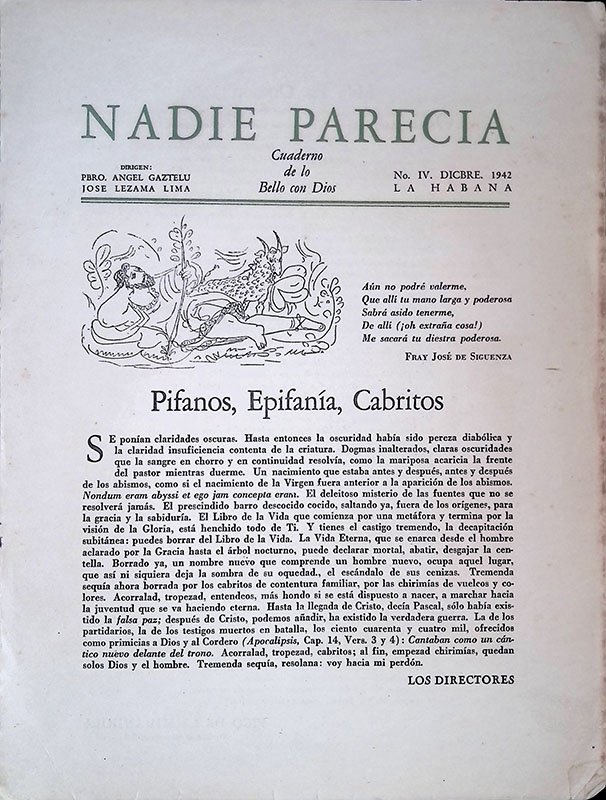 NADIE PARECIA
DIRIGEN:
PBRO. ANGEL GAZTELU
JOSE LEZAMA LIMA
Cuaderno
de lo
Bello con Dios
No. IV. DICBRE. 1942
LA HABANA
Aún no podré valerme,
Que allí tu mano larga y poderosa
Sabrá asido tenerme,
De allí (¡oh extraña cosa!)
Me sacará tu diestra poderosa.
FRAY JOSÉ DE SIGUENZA
Pifanos, Epifanía, Cabritos
SE ponían claridades oscuras. Hasta entonces la oscuridad había sido pereza diabólica y
la claridad insuficiencia contenta de la criatura. Dogmas inalterados, claras oscuridades
que la sangre en chorro y en continuidad resolvía, como la mariposa acaricia la frente
del pastor mientras duerme. Un nacimiento que estaba antes y después, antes y después
de los abismos, como si el nacimiento de la Virgen fuera anterior a la aparición de los abismos.
Nondum eram abyssi et ego jam concepta eram. El deleitoso misterio de las fuentes que no se
resolverá jamás. El prescindido barro descocido cocido, saltando ya, fuera de los orígenes, para
la gracia y la sabiduría. El Libro de la Vida que comienza por una metáfora y termina por la
visión de la Gloria, está henchido todo de Ti. Y tienes el castigo tremendo, la decapitación
subitánea: puedes borrar del Libro de la Vida. La Vida Eterna, que se enarca desde el hombre
aclarado por la Gracia hasta el árbol nocturno, puede declarar mortal, abatir, desgajar la cen-
tella. Borrado ya, un nombre nuevo que comprende un hombre nuevo, ocupa aquel lugar,
que así ni siquiera deja la sombra de su oquedad., el escándalo de sus cenizas. Tremenda
sequía ahora borrada por los cabritos de contentura familiar, por las chirimías de vuelcos y co-
lores. Acorralad, tropezad, entendeos, más hondo si se está dispuesto a nacer, a marchar hacia
la juventud que se va haciendo eterna. Hasta la llegada de Cristo, decía Pascal, sólo había exis-
tido la falsa paz; después de Cristo, podemos añadir, ha existido la verdadera guerra. La de los
partidarios, la de los testigos muertos en batalla, los ciento cuarenta y cuatro mil, ofrecidos
como primicias a Dios y al Cordero (Apocalipsis, Cap. 14, Vers. 3 y 4): Cantaban como un cán-
tico nuevo delante del trono. Acorralad, tropezad, cabritos; al fin, empezad chirimías, quedan
solos Dios y el hombre. Tremenda sequía, resolana: voy hacia mi perdón.
LOS DIRECTORES